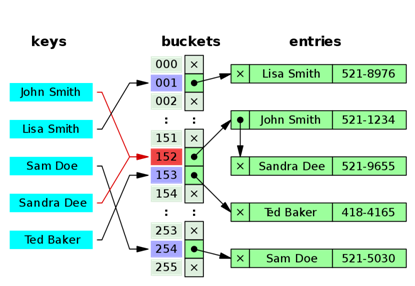 keys buckets entries
000 ×
001 × Lisa Smith 521-8976
002 ×
: :
151 ×
152 John Smith 521-1234
153 × Sandra Dee 521-9655
154 ×
: : × Ted Baker 418-4165
253 ×
254 × Sam Doe 521-5030
255 ×
John Smith
Lisa Smith
Sam Doe
Sandra Dee
Ted Baker